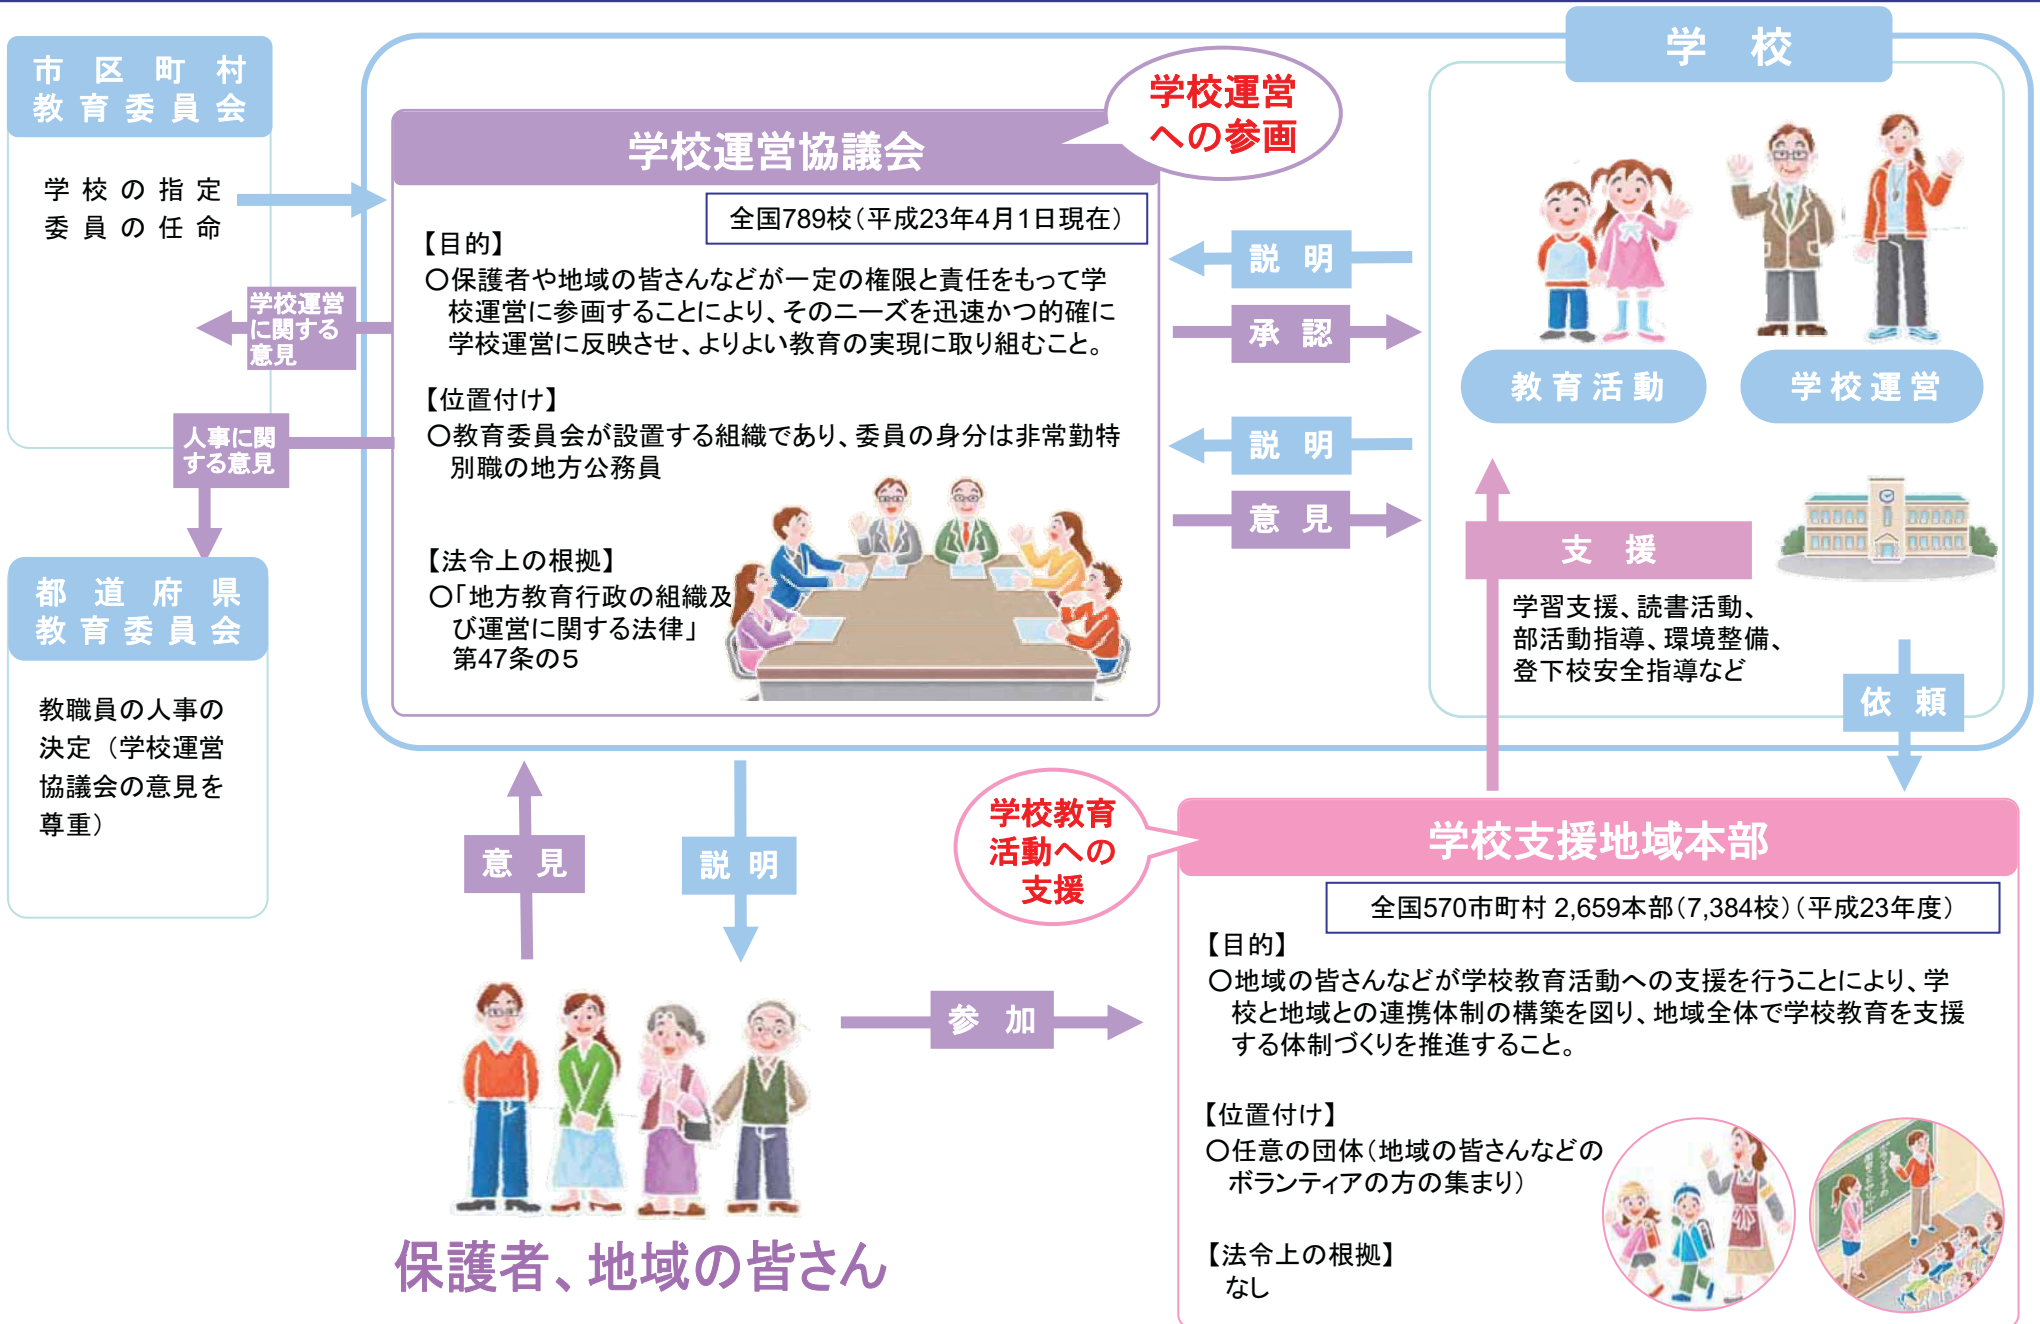 市区町村
教育委員会
学校の指定
委員の任命
学校運営
に関する
意見
人事に関
する意見
都道府県
教育委員会
教職員の人事の
決定（学校運営
協議会の意見を
尊重）
学校運営協議会
学校運営
への参画
全国789校（平成23年4月1日現在）
【目的】
○保護者や地域の皆さんなどが一定の権限と責任をもって学
校運営に参画することにより、そのニーズを迅速かつ的確に
学校運営に反映させ、よりよい教育の実現に取り組むこと。
【位置付け】
○教育委員会が設置する組織であり、委員の身分は非常勤特
別職の地方公務員
【法令上の根拠】
○「地方教育行政の組織及
び運営に関する法律」
第47条の5
説明
承認
説明
意見
学校
教育活動
学校運営
支援
学習支援、読書活動、
部活動指導、環境整備、
登下校安全指導など
依頼
意見
説明
保護者、地域の皆さん
参加
学校教育
活動への
支援
学校支援地域本部
全国570市町村 2,659本部（7,384校）（平成23年度）
【目的】
○地域の皆さんなどが学校教育活動への支援を行うことにより、学
校と地域との連携体制の構築を図り、地域全体で学校教育を支援
する体制づくりを推進すること。
【位置付け】
○任意の団体（地域の皆さんなどの
ボランティアの方の集まり）
【法令上の根拠】
なし